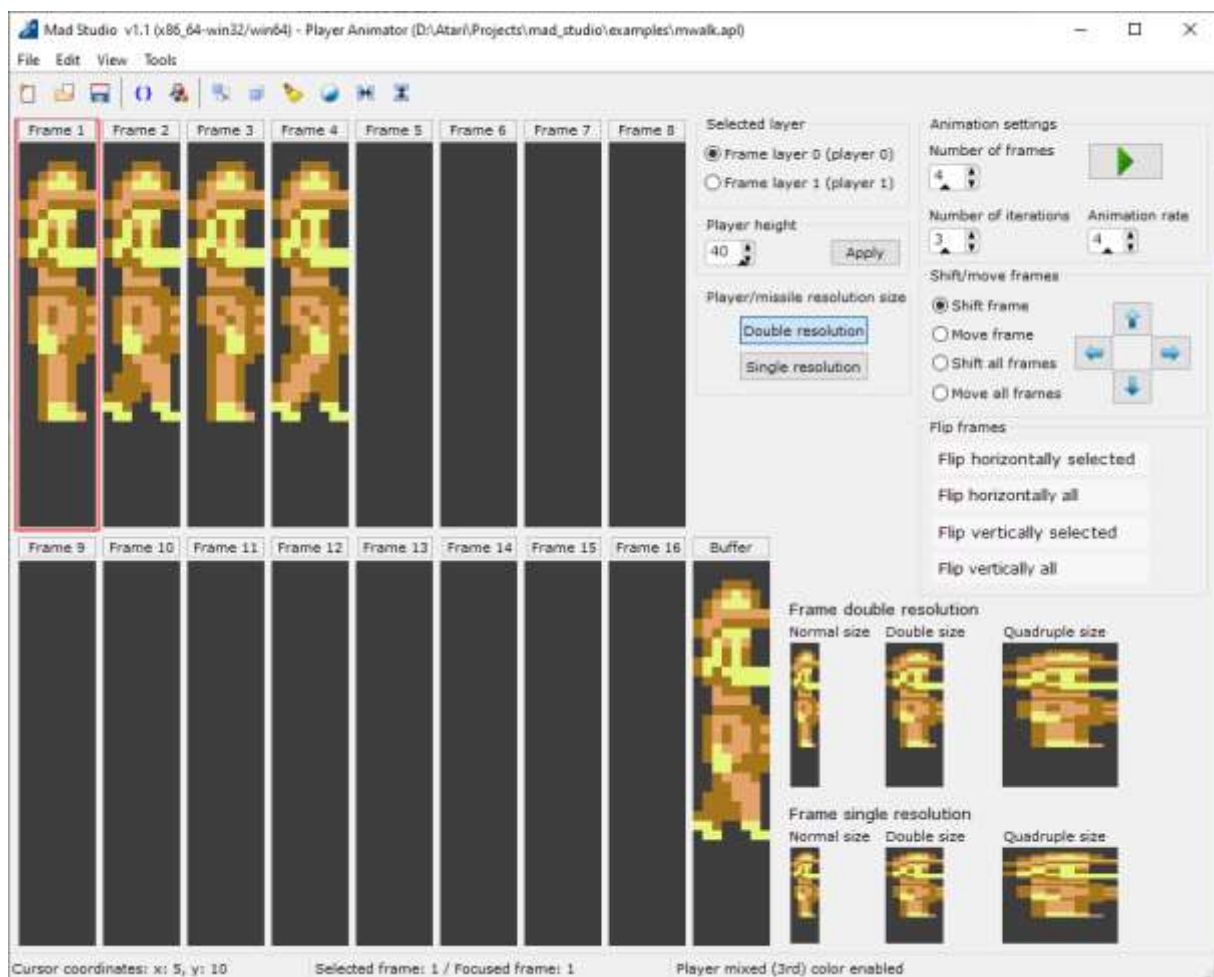 Mad Studio v1.1 (x86_64-win32/win64) - Player Animator (D:\Atari\Projects\mad_studio\examples\mwalk.apl)
File Edit View Tools
Frame 1 Frame 2 Frame 3 Frame 4 Frame 5 Frame 6 Frame 7 Frame 8
Selected layer
Frame layer 0 (player 0)
Frame layer 1 (player 1)
Player height
40 Apply
Player/missile resolution size
Double resolution
Single resolution
Animation settings
Number of frames
4
Number of iterations Animation rate
3 4
Shift/move frames
Shift frame
Move frame
Shift all frames
Move all frames
Flip frames
Flip horizontally selected
Flip horizontally all
Flip vertically selected
Flip vertically all
Frame 9 Frame 10 Frame 11 Frame 12 Frame 13 Frame 14 Frame 15 Frame 16 Buffer
Frame double resolution
Normal size Double size Quadruple size
Frame single resolution
Normal size Double size Quadruple size
Cursor coordinates: x: 5, y: 10 Selected frame: 1 / Focused frame: 1 Player mixed (3rd) color enabled